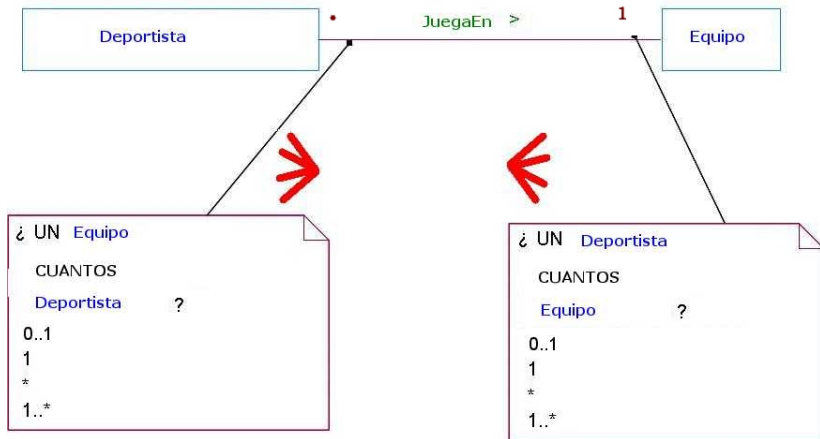 Deportista
JuegaEn >
1
Equipo
¿ UN Equipo
CUANTOS
Deportista ?
0..1
1
*
1..*
¿ UN Deportista
CUANTOS
Equipo ?
0..1
1
*
1..*